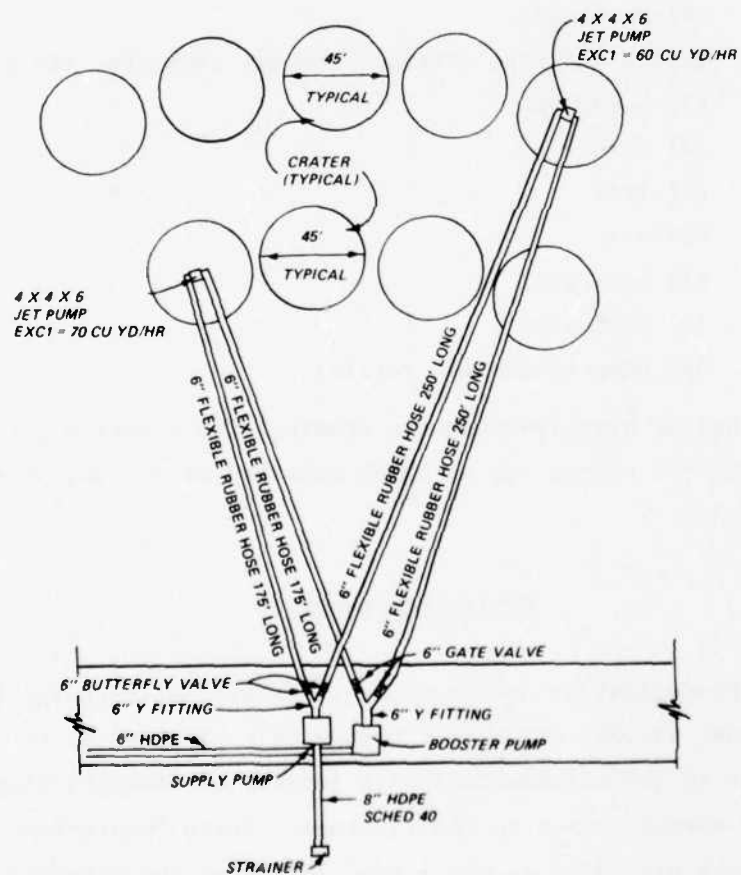 4 X 4 X 6
JET PUMP
EXC1 = 60 CU YD/HR
45'
TYPICAL
CRATER
(TYPICAL)
45'
TYPICAL
4 X 4 X 6
JET PUMP
EXC1 = 70 CU YD/HR
6" FLEXIBLE RUBBER HOSE 175' LONG
6" FLEXIBLE RUBBER HOSE 175' LONG
6" FLEXIBLE RUBBER HOSE 250' LONG
6" FLEXIBLE RUBBER HOSE 250' LONG
6" GATE VALVE
6" BUTTERFLY VALVE
6" Y FITTING
6" Y FITTING
6" HDPE
BOOSTER PUMP
SUPPLY PUMP
8" HDPE
SCHED 40
STRAINER